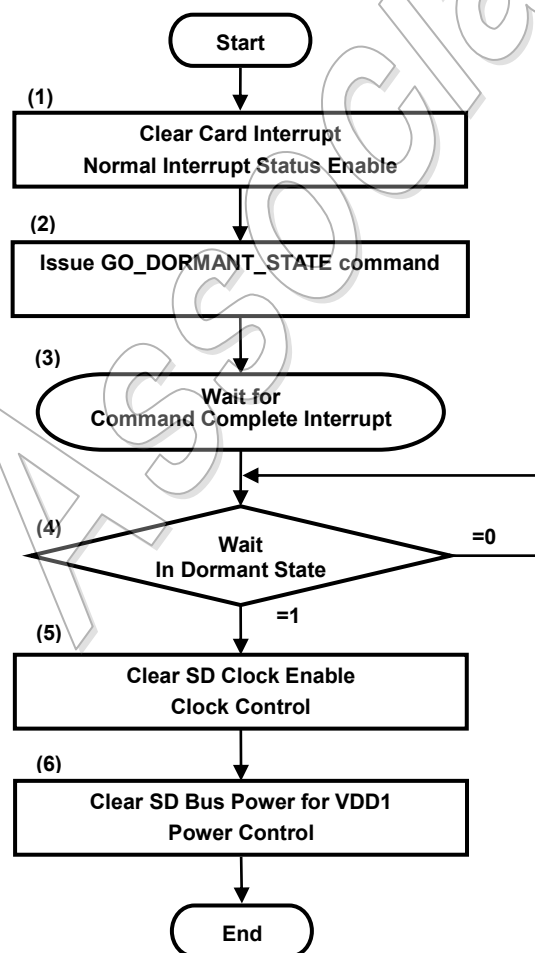 Start
(1)
Clear Card Interrupt
Normal Interrupt Status Enable
(2)
Issue GO_DORMANT_STATE command
(3)
Wait for
Command Complete Interrupt
(4)
Wait
In Dormant State
=0
=1
(5)
Clear SD Clock Enable
Clock Control
(6)
Clear SD Bus Power for VDD1
Power Control
End